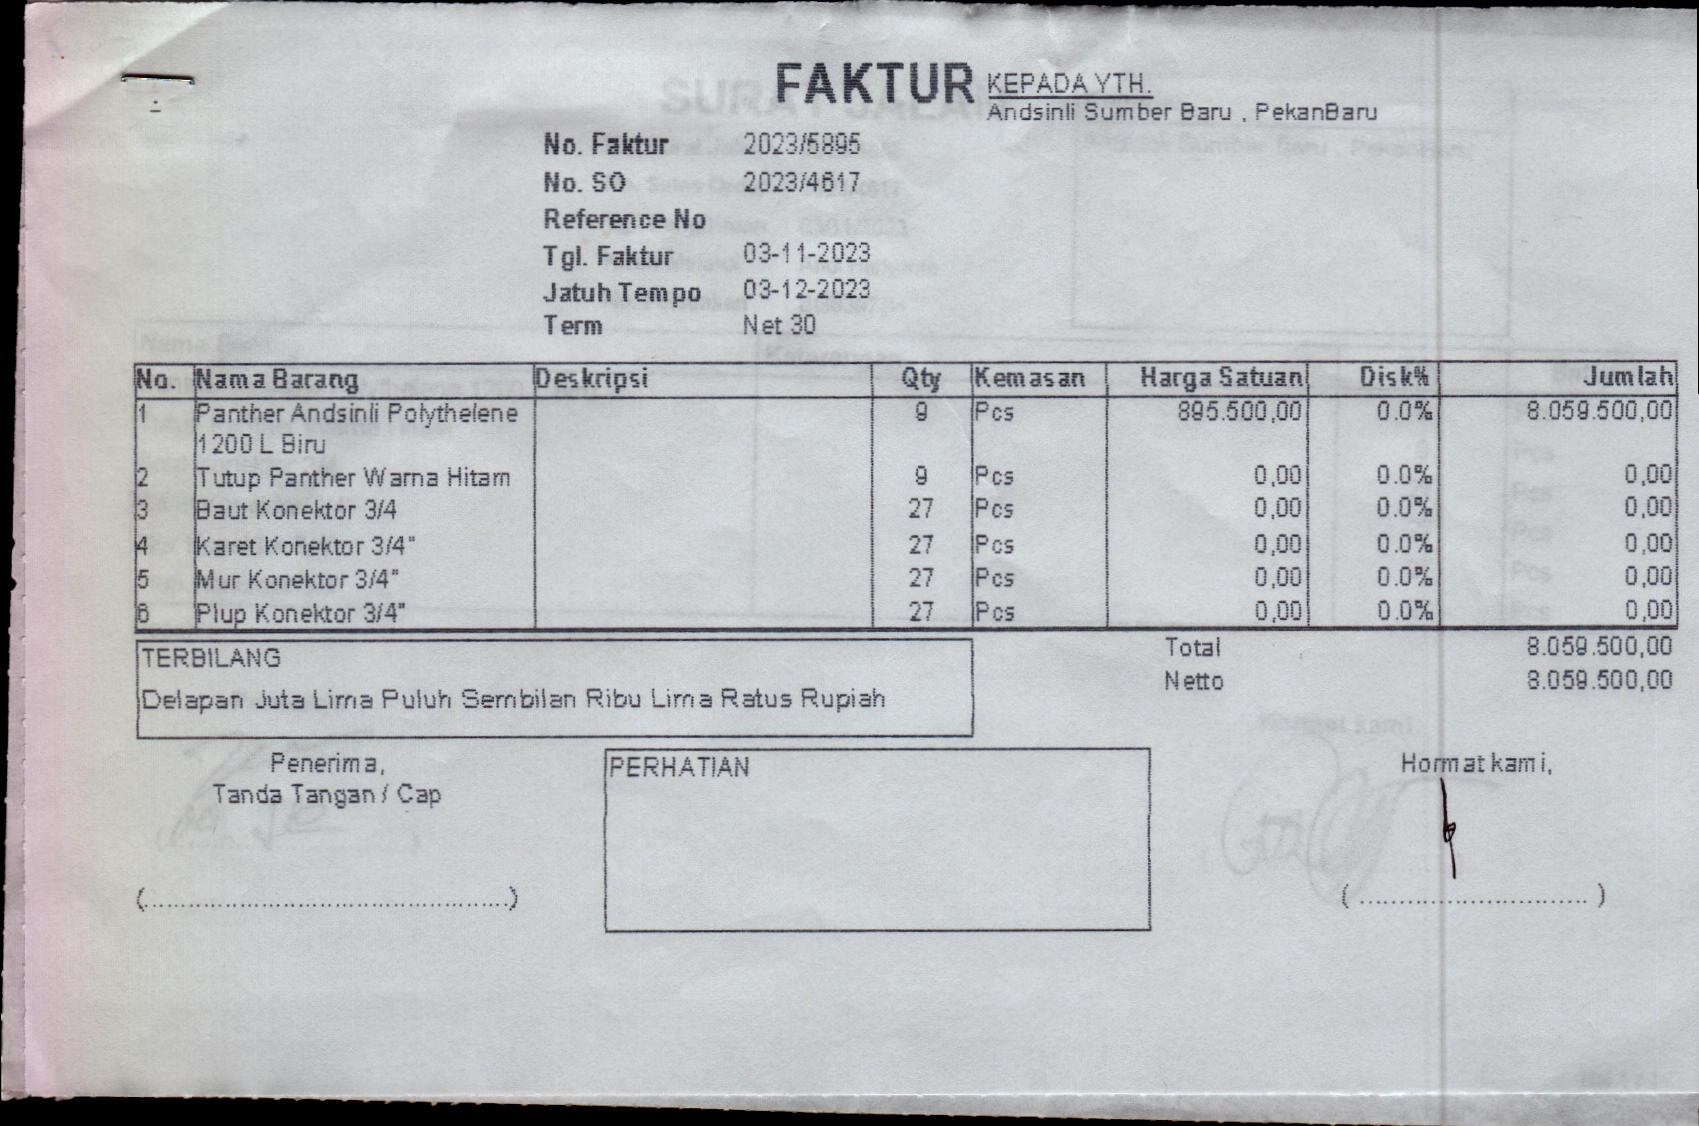 FAKTUR
KEPADA YTH.
Andsinli Sumber Baru , PekanBaru
No. Faktur 2023/5895
No. SO 2023/4617
Reference No
Tgl. Faktur 03-11-2023
Jatuh Tempo 03-12-2023
Term Net 30
No. Nama Barang Deskripsi Qty Kemasan Harga Satuan Disk% Jumlah
1 Panther Andsinli Polythelene 9 Pcs 895.500,00 0.0% 8.059.500,00
1200 L Biru
2 Tutup Panther Warna Hitam 9 Pcs 0,00 0.0% 0,00
3 Baut Konektor 3/4 27 Pcs 0,00 0.0% 0,00
4 Karet Konektor 3/4" 27 Pcs 0,00 0.0% 0,00
5 Mur Konektor 3/4" 27 Pcs 0,00 0.0% 0,00
6 Plup Konektor 3/4" 27 Pcs 0,00 0.0% 0,00
Total 8.059.500,00
Netto 8.059.500,00
TERBILANG
Delapan Juta Lima Puluh Sembilan Ribu Lima Ratus Rupiah
Penerima,
Tanda Tangan / Cap
(..............................................)
PERHATIAN
Hormat kami,
( ............................. )